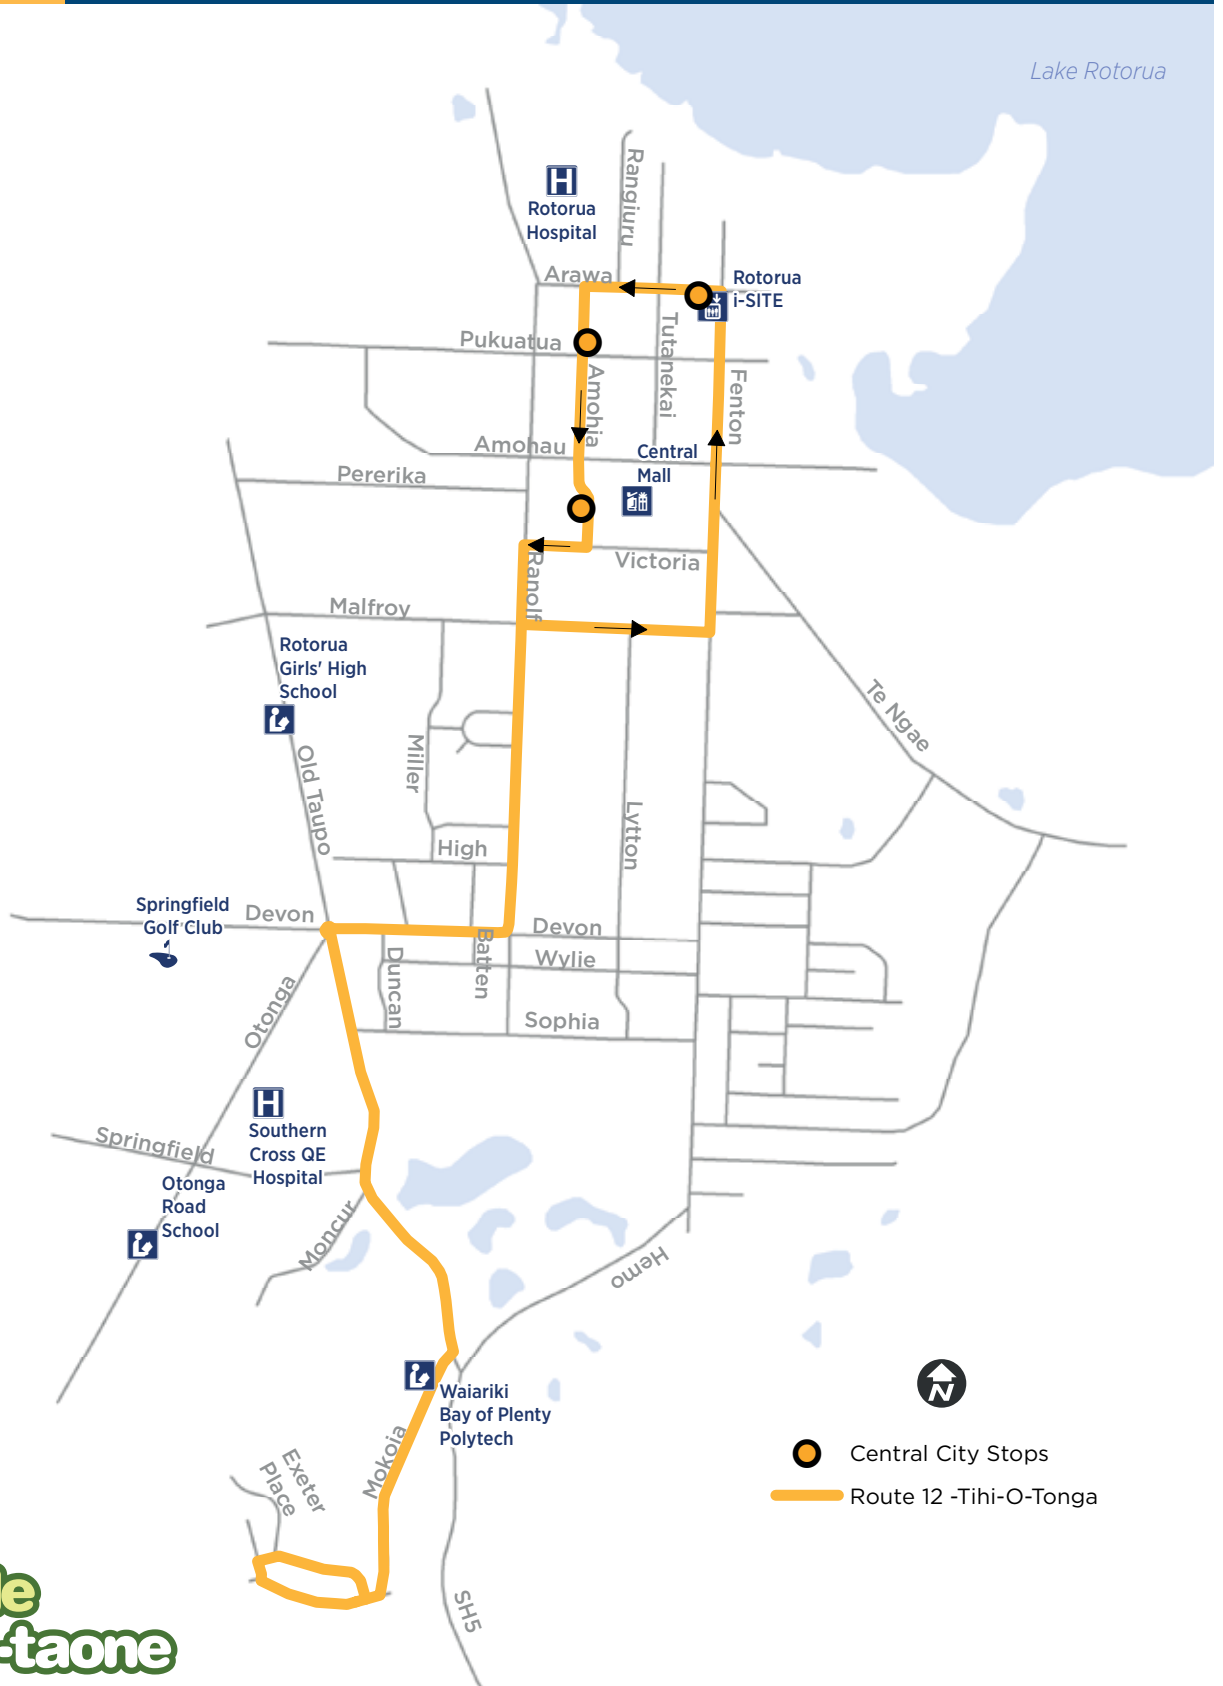 Lake Rotorua
Rangiuru
H
Rotorua
Hospital
Arawa
Rotorua
i-SITE
Pukuatua
Tutanekai
Amohia
Fenton
Amohau
Central
Mall
Pererika
Victoria
Ranolf
Malfroy
Rotorua
Girls' High
School
Te Ngae
Miller
Old Taupo
Lytton
High
Springfield
Golf Club
Devon
Devon
Batten
Duncan
Wylie
Otonga
Sophia
H
Southern
Cross QE
Hospital
Springfield
Otonga
Road
School
Moncur
Hemo
N
Waiariki
Bay of Plenty
Polytech
Mokoia
Exeter
Place
Central City Stops
Route 12 -Tihi-O-Tonga
SH5
-taone